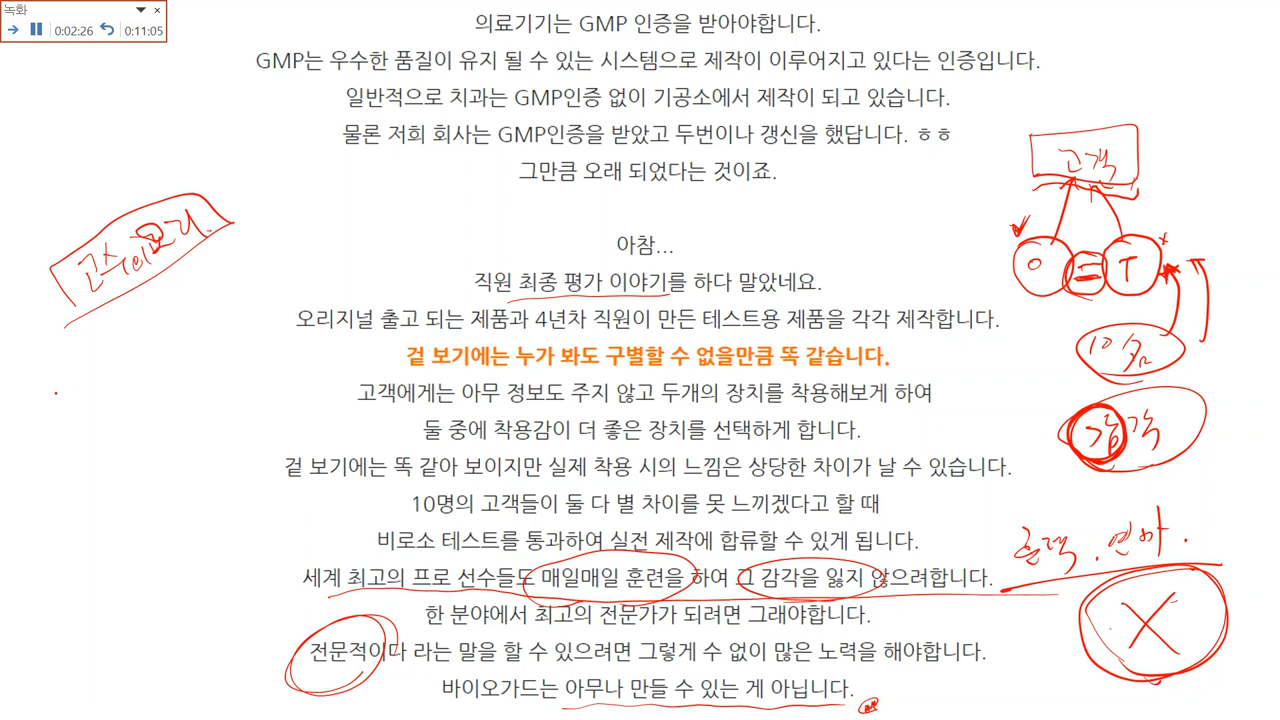 녹화
0:02:26 0:11:05
의료기기는 GMP 인증을 받아야합니다.
GMP는 우수한 품질이 유지 될 수 있는 시스템으로 제작이 이루어지고 있다는 인증입니다.
일반적으로 치과는 GMP인증 없이 기공소에서 제작이 되고 있습니다.
물론 저희 회사는 GMP인증을 받았고 두번이나 갱신을 했답니다. ㅎㅎ
그만큼 오래 되었다는 것이죠.
고객
O = T
10名
감각
아참...
직원 최종 평가 이야기를 하다 말았네요.
오리지널 출고 되는 제품과 4년차 직원이 만든 테스트용 제품을 각각 제작합니다.
겉 보기에는 누가 봐도 구별할 수 없을만큼 똑 같습니다.
고객에게는 아무 정보도 주지 않고 두개의 장치를 착용해보게 하여
둘 중에 착용감이 더 좋은 장치를 선택하게 합니다.
겉 보기에는 똑 같아 보이지만 실제 착용 시의 느낌은 상당한 차이가 날 수 있습니다.
10명의 고객들이 둘 다 별 차이를 못 느끼겠다고 할 때
비로소 테스트를 통과하여 실전 제작에 합류할 수 있게 됩니다.
세계 최고의 프로 선수들도 매일매일 훈련을 하여 그 감각을 잃지 않으려합니다.
한 분야에서 최고의 전문가가 되려면 그래야합니다.
전문적이다 라는 말을 할 수 있으려면 그렇게 수 없이 많은 노력을 해야합니다.
바이오가드는 아무나 만들 수 있는 게 아닙니다.